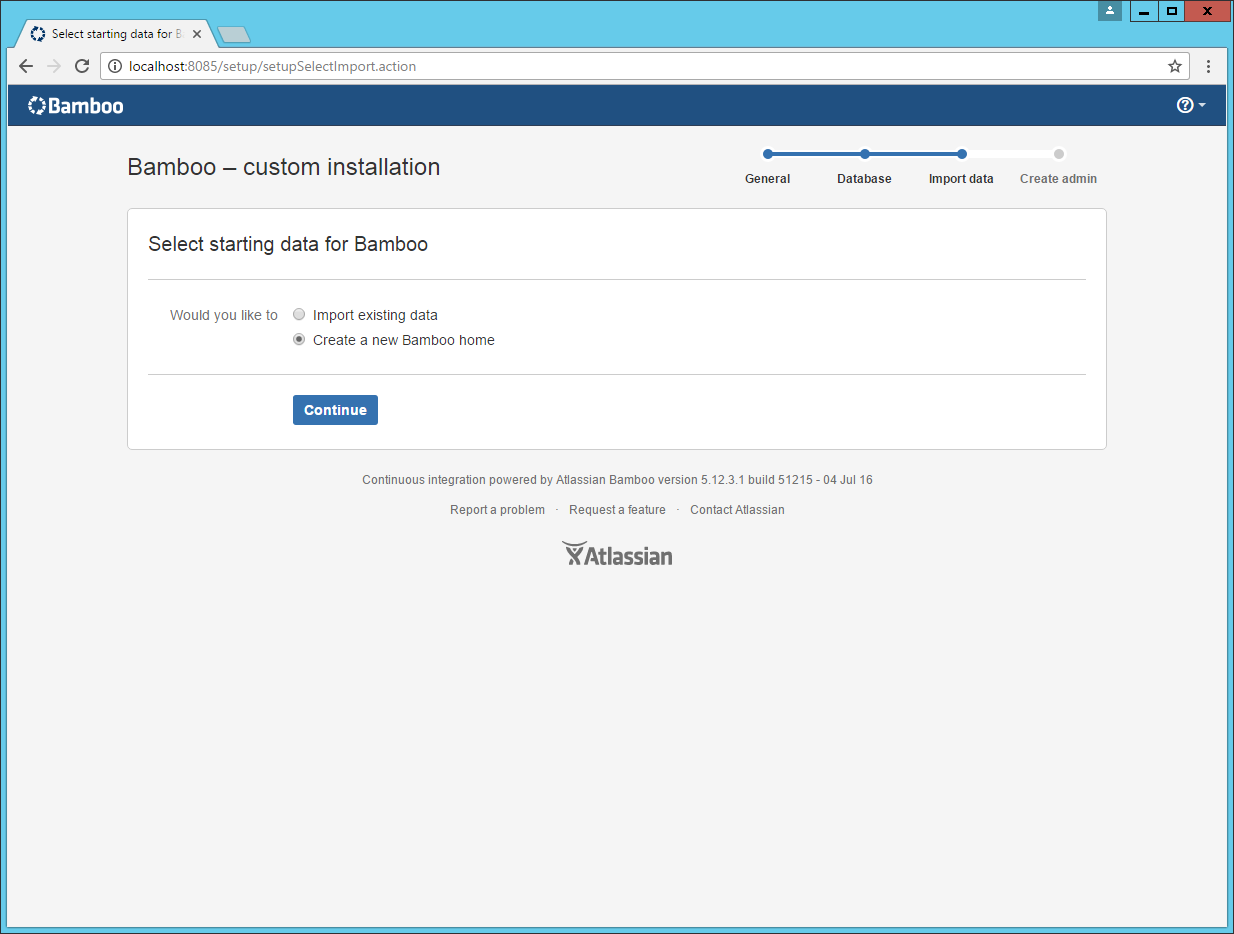 Select starting data for B
localhost:8085/setup/setupSelectImport.action
Bamboo
Bamboo – custom installation
General
Database
Import data
Create admin
Select starting data for Bamboo
Would you like to
Import existing data
Create a new Bamboo home
Continue
Continuous integration powered by Atlassian Bamboo version 5.12.3.1 build 51215 - 04 Jul 16
Report a problem · Request a feature · Contact Atlassian
Atlassian